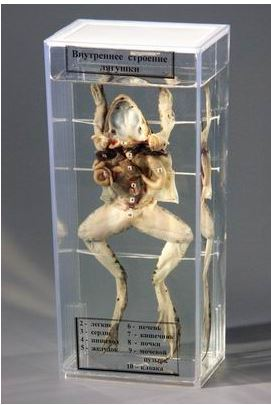 Внутреннее строение
лягушки
2 - легкие
3 - сердце
4 - пищевод
5 - желудок
6 - печень
7 - кишечник
8 - почки
9 - мочевой
пузырь
10 - клоака